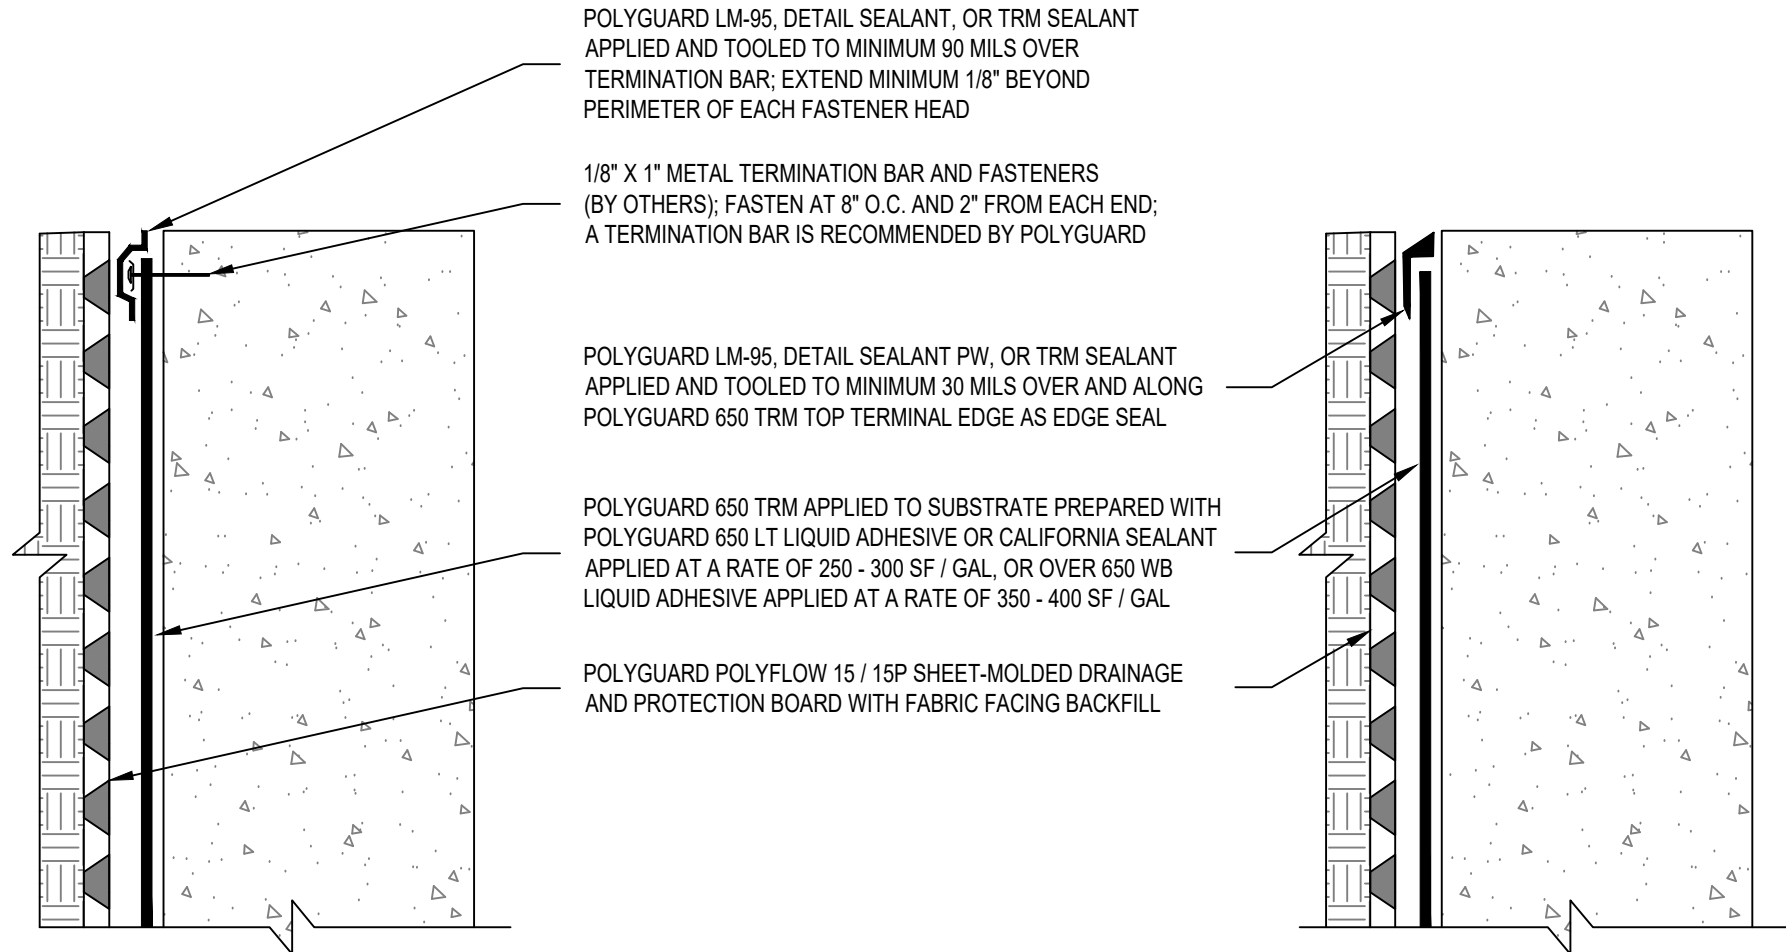 POLYGUARD LM-95, DETAIL SEALANT, OR TRM SEALANT
APPLIED AND TOOLED TO MINIMUM 90 MILS OVER
TERMINATION BAR; EXTEND MINIMUM 1/8" BEYOND
PERIMETER OF EACH FASTENER HEAD
1/8" X 1" METAL TERMINATION BAR AND FASTENERS
(BY OTHERS); FASTEN AT 8" O.C. AND 2" FROM EACH END;
A TERMINATION BAR IS RECOMMENDED BY POLYGUARD
POLYGUARD LM-95, DETAIL SEALANT PW, OR TRM SEALANT
APPLIED AND TOOLED TO MINIMUM 30 MILS OVER AND ALONG
POLYGUARD 650 TRM TOP TERMINAL EDGE AS EDGE SEAL
POLYGUARD 650 TRM APPLIED TO SUBSTRATE PREPARED WITH
POLYGUARD 650 LT LIQUID ADHESIVE OR CALIFORNIA SEALANT
APPLIED AT A RATE OF 250 - 300 SF / GAL, OR OVER 650 WB
LIQUID ADHESIVE APPLIED AT A RATE OF 350 - 400 SF / GAL
POLYGUARD POLYFLOW 15 / 15P SHEET-MOLDED DRAINAGE
AND PROTECTION BOARD WITH FABRIC FACING BACKFILL